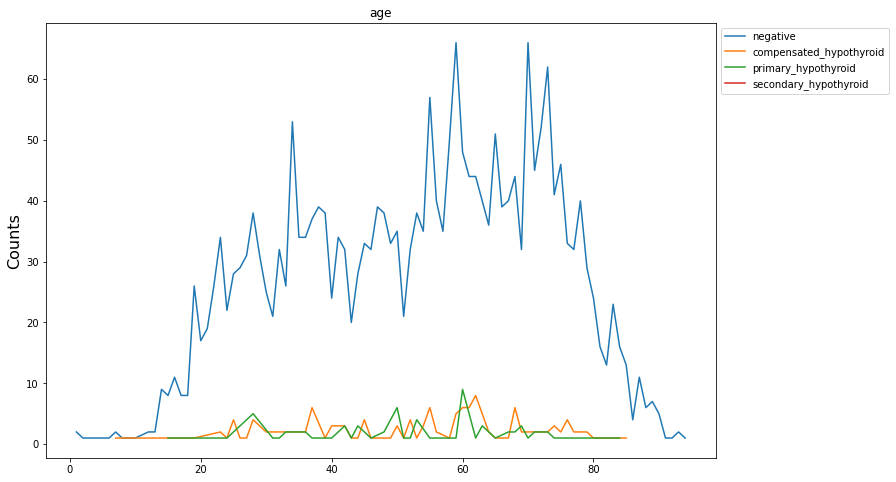 age
negative
compensated_hypothyroid
primary_hypothyroid
secondary_hypothyroid
Counts
60
50
40
30
20
10
0
0 20 40 60 80